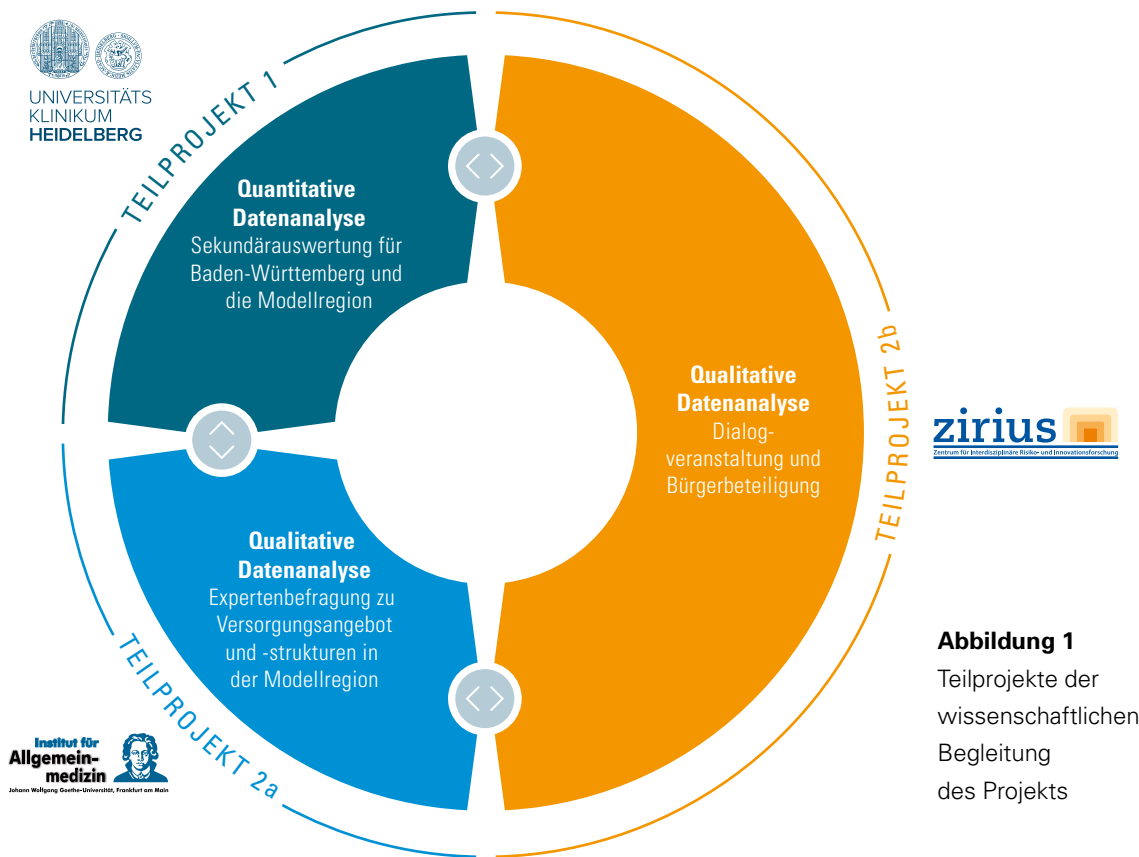 UNIVERSITÄTS
KLINIKUM
HEIDELBERG
TEILPROJEKT 1
Quantitative
Datenanalyse
Sekundärauswertung für
Baden-Württemberg und
die Modellregion
Qualitative
Datenanalyse
Dialog-
veranstaltung und
Bürgerbeteiligung
TEILPROJEKT 2b
zirius
Zentrum für Interdisziplinäre Risiko- und Innovationsforschung
Qualitative
Datenanalyse
Expertenbefragung zu
Versorgungsangebot
und -strukturen in
der Modellregion
TEILPROJEKT 2a
Institut für
Allgemein-
medizin
Johann Wolfgang Goethe-Universität, Frankfurt am Main
Abbildung 1
Teilprojekte der
wissenschaftlichen
Begleitung
des Projekts